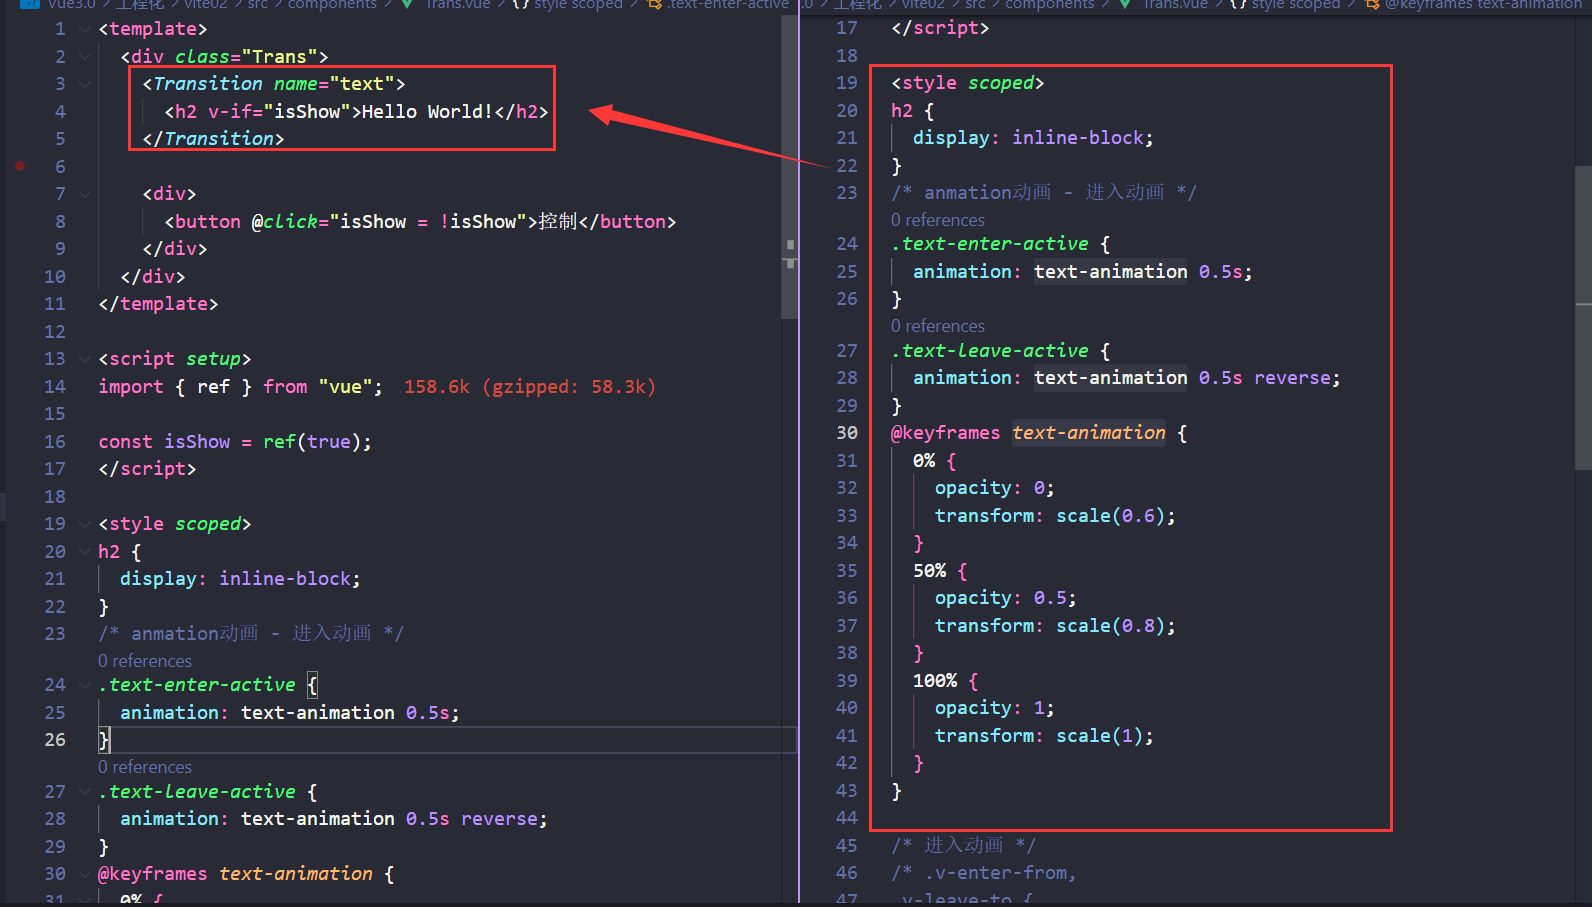 Vue3.0 > 工程化 > vite02 > src > components > Trans.vue > {} style scoped > .text-enter-active
1 <template>
2 <div class="Trans">
3 <Transition name="text">
4 <h2 v-if="isShow">Hello World!</h2>
5 </Transition>
6
7 <div>
8 <button @click="isShow = !isShow">控制</button>
9 </div>
10 </div>
11 </template>
12
13 <script setup>
14 import { ref } from "vue"; 158.6k (gzipped: 58.3k)
15
16 const isShow = ref(true);
17 </script>
18
19 <style scoped>
20 h2 {
21 display: inline-block;
22 }
23 /* anmation动画 - 进入动画 */
0 references
24 .text-enter-active {
25 animation: text-animation 0.5s;
26 }
0 references
27 .text-leave-active {
28 animation: text-animation 0.5s reverse;
29 }
30 @keyframes text-animation {
31 0% {
.0 > 工程化 > vite02 > src > components > Trans.vue > {} style scoped > @keyframes text-animation
17 </script>
18
19 <style scoped>
20 h2 {
21 display: inline-block;
22 }
23 /* anmation动画 - 进入动画 */
0 references
24 .text-enter-active {
25 animation: text-animation 0.5s;
26 }
0 references
27 .text-leave-active {
28 animation: text-animation 0.5s reverse;
29 }
30 @keyframes text-animation {
31 0% {
32 opacity: 0;
33 transform: scale(0.6);
34 }
35 50% {
36 opacity: 0.5;
37 transform: scale(0.8);
38 }
39 100% {
40 opacity: 1;
41 transform: scale(1);
42 }
43 }
44
45 /* 进入动画 */
46 /* .v-enter-from,
47 .v-leave-to {